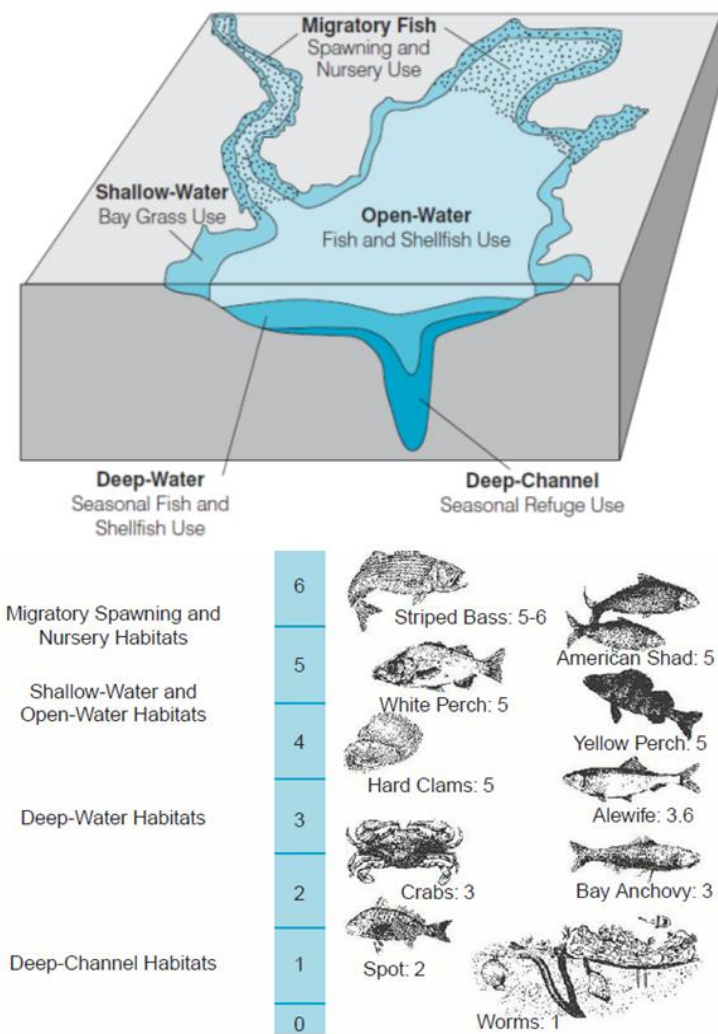 Migratory Fish
Spawning and
Nursery Use
Shallow-Water
Bay Grass Use
Open-Water
Fish and Shellfish Use
Deep-Water
Seasonal Fish and
Shellfish Use
Deep-Channel
Seasonal Refuge Use
Migratory Spawning and
Nursery Habitats
Shallow-Water and
Open-Water Habitats
Deep-Water Habitats
Deep-Channel Habitats
6
5
4
3
2
1
0
Striped Bass: 5-6
American Shad: 5
White Perch: 5
Yellow Perch: 5
Hard Clams: 5
Alewife: 3.6
Crabs: 3
Bay Anchovy: 3
Spot: 2
Worms: 1